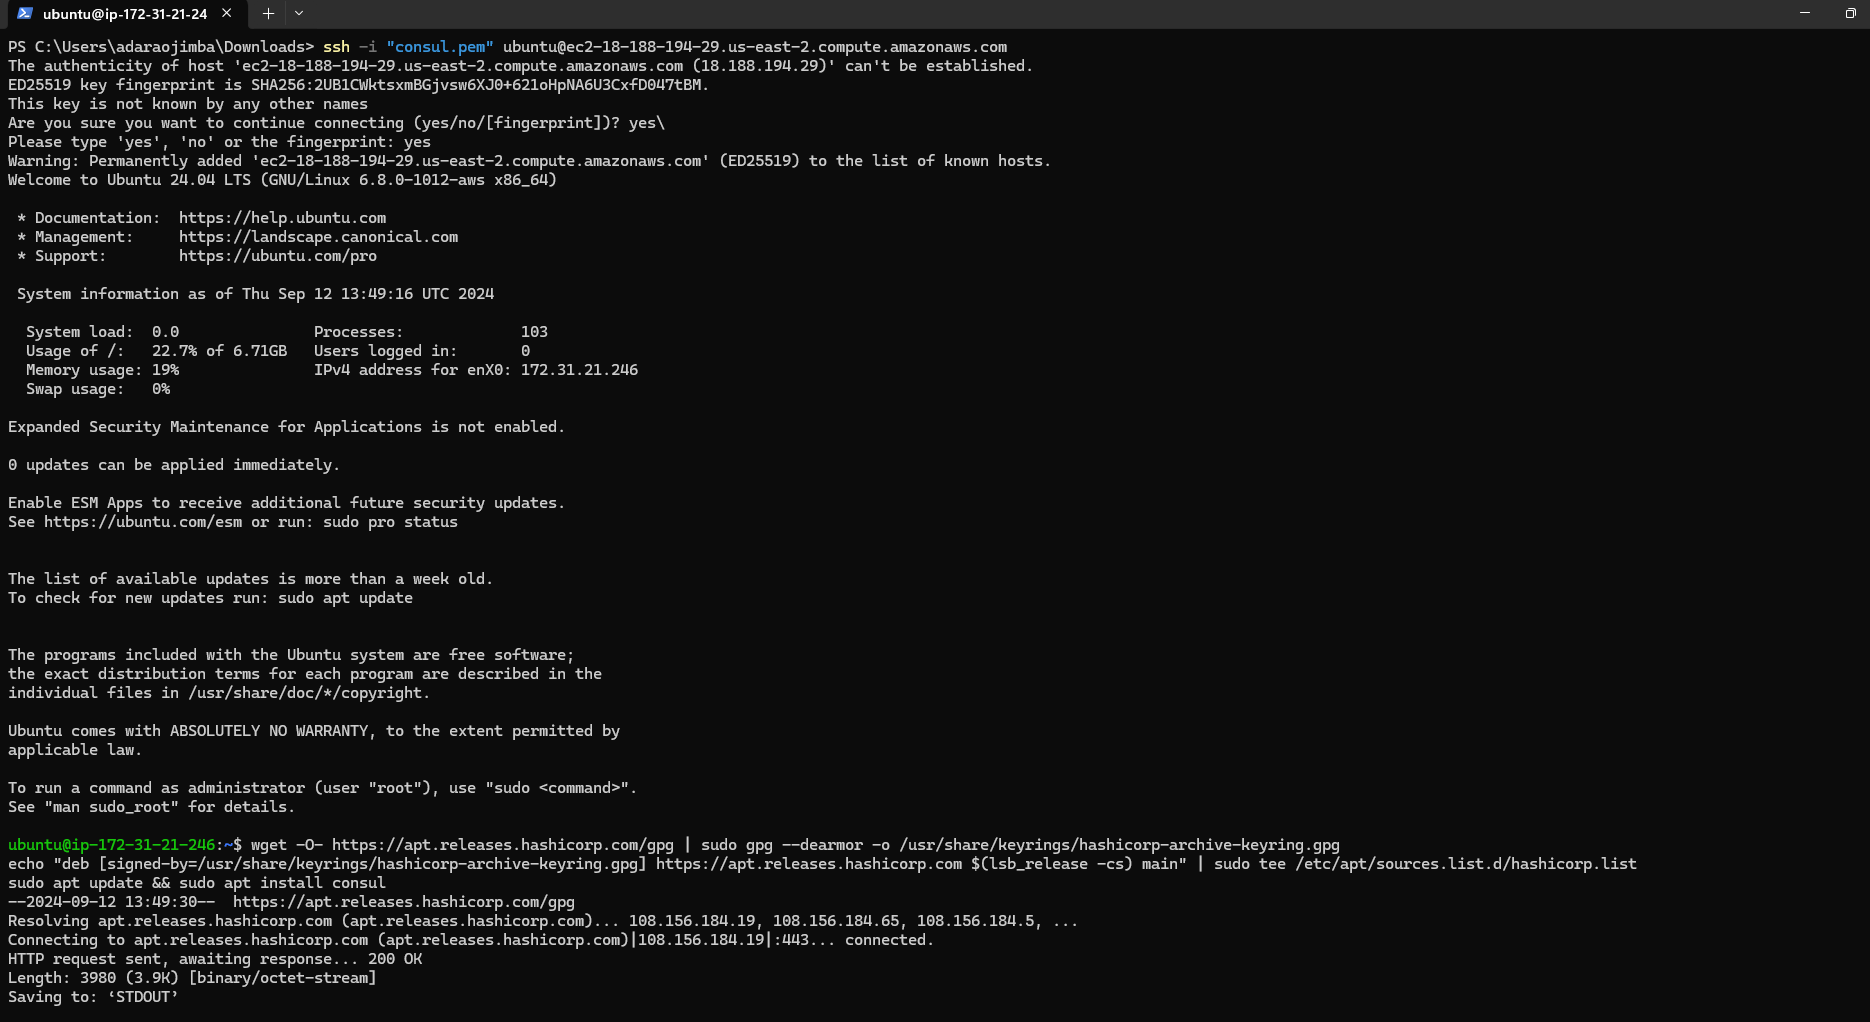 ubuntu@ip-172-31-21-24
PS C:\Users\adaraojimba\Downloads> ssh -i "consul.pem" ubuntu@ec2-18-188-194-29.us-east-2.compute.amazonaws.com
The authenticity of host 'ec2-18-188-194-29.us-east-2.compute.amazonaws.com (18.188.194.29)' can't be established.
ED25519 key fingerprint is SHA256:2UB1CWktsxmBGjvsw6XJ0+621oHpNA6U3CxfD047tBM.
This key is not known by any other names
Are you sure you want to continue connecting (yes/no/[fingerprint])? yes\
Please type 'yes', 'no' or the fingerprint: yes
Warning: Permanently added 'ec2-18-188-194-29.us-east-2.compute.amazonaws.com' (ED25519) to the list of known hosts.
Welcome to Ubuntu 24.04 LTS (GNU/Linux 6.8.0-1012-aws x86_64)
* Documentation:  https://help.ubuntu.com
* Management:     https://landscape.canonical.com
* Support:        https://ubuntu.com/pro
System information as of Thu Sep 12 13:49:16 UTC 2024
System load:  0.0               Processes:             103
Usage of /:   22.7% of 6.71GB   Users logged in:       0
Memory usage: 19%               IPv4 address for enX0: 172.31.21.246
Swap usage:   0%
Expanded Security Maintenance for Applications is not enabled.
0 updates can be applied immediately.
Enable ESM Apps to receive additional future security updates.
See https://ubuntu.com/esm or run: sudo pro status
The list of available updates is more than a week old.
To check for new updates run: sudo apt update
The programs included with the Ubuntu system are free software;
the exact distribution terms for each program are described in the
individual files in /usr/share/doc/*/copyright.
Ubuntu comes with ABSOLUTELY NO WARRANTY, to the extent permitted by
applicable law.
To run a command as administrator (user "root"), use "sudo <command>".
See "man sudo_root" for details.
ubuntu@ip-172-31-21-246:~$ wget -O- https://apt.releases.hashicorp.com/gpg | sudo gpg --dearmor -o /usr/share/keyrings/hashicorp-archive-keyring.gpg
echo "deb [signed-by=/usr/share/keyrings/hashicorp-archive-keyring.gpg] https://apt.releases.hashicorp.com $(lsb_release -cs) main" | sudo tee /etc/apt/sources.list.d/hashicorp.list
sudo apt update && sudo apt install consul
--2024-09-12 13:49:30--  https://apt.releases.hashicorp.com/gpg
Resolving apt.releases.hashicorp.com (apt.releases.hashicorp.com)... 108.156.184.19, 108.156.184.65, 108.156.184.5, ...
Connecting to apt.releases.hashicorp.com (apt.releases.hashicorp.com)|108.156.184.19|:443... connected.
HTTP request sent, awaiting response... 200 OK
Length: 3980 (3.9K) [binary/octet-stream]
Saving to: ‘STDOUT’